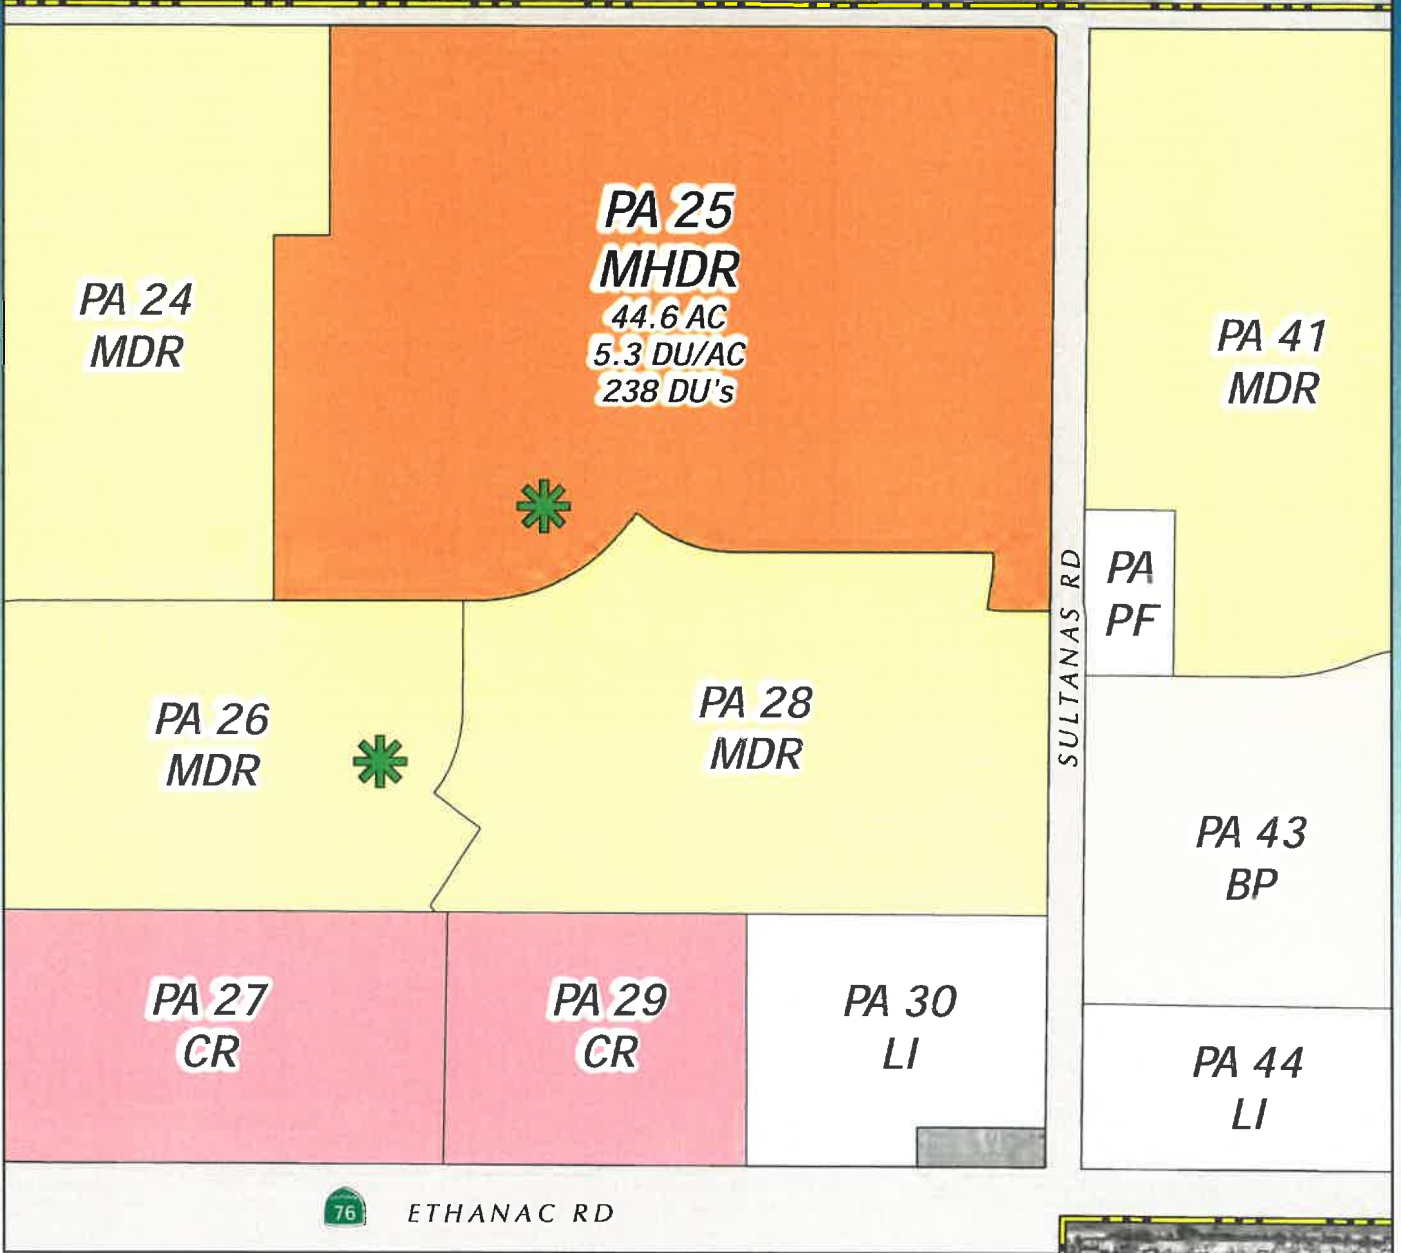 PA 25
MHDR
44.6 AC
5.3 DU/AC
238 DU's
PA 24
MDR
PA 41
MDR
PA
PF
SULTANAS RD
PA 26
MDR
PA 28
MDR
PA 43
BP
PA 27
CR
PA 29
CR
PA 30
LI
PA 44
LI
76
ETHANAC RD